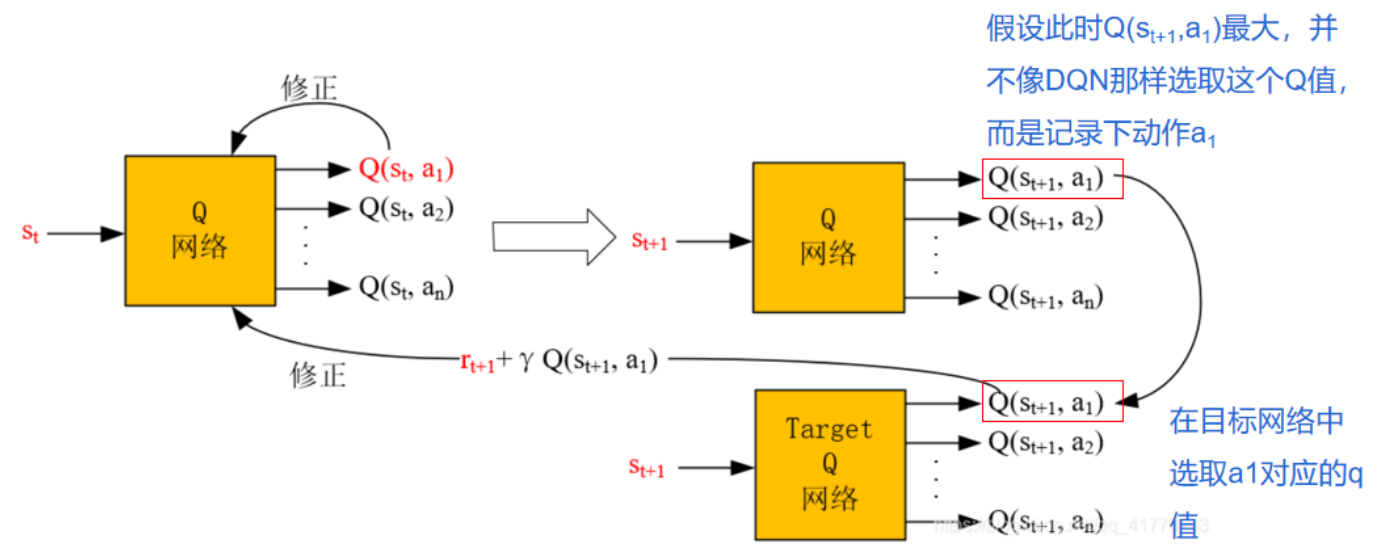 假设此时Q(st+1,a1)最大，并
不像DQN那样选取这个Q值，
而是记录下动作a1
修正
Q(st, a1)
Q(st, a2)
Q(st, an)
st
Q
网络
st+1
Q
网络
Q(st+1, a1)
Q(st+1, a2)
Q(st+1, an)
修正
rt+1+ γ Q(st+1, a1)
st+1
Target
Q
网络
Q(st+1, a1)
Q(st+1, a2)
Q(st+1, an)
在目标网络中
选取a1对应的q
值